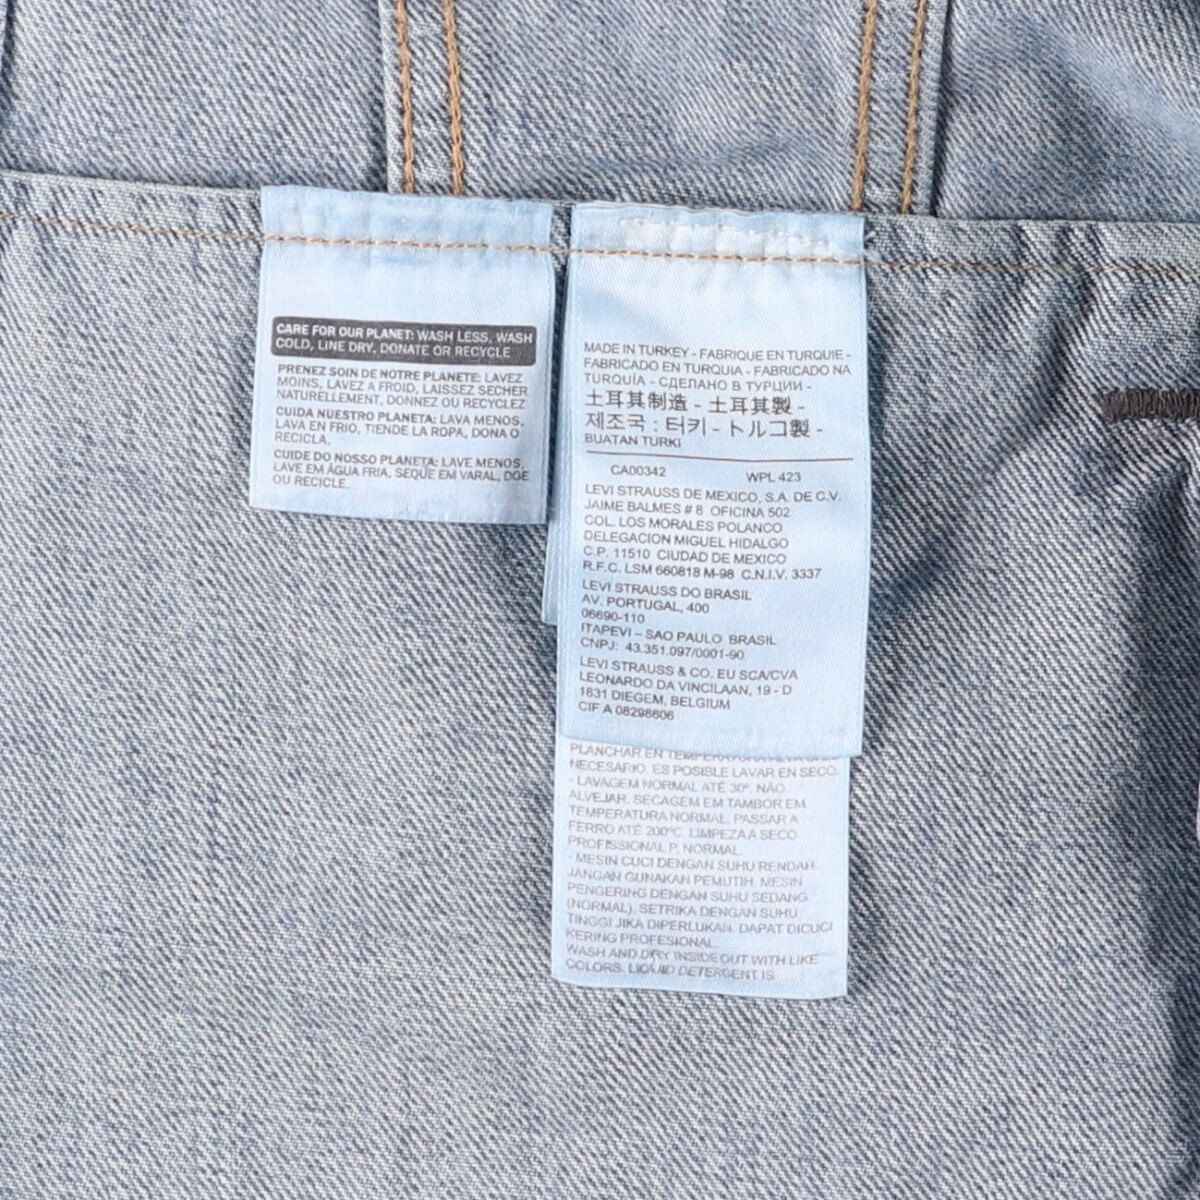 CARE FOR OUR PLANET: WASH LESS, WASH
COLD, LINE DRY, DONATE OR RECYCLE
PRENEZ SOIN DE NOTRE PLANETE: LAVEZ
MOINS, LAVEZ A FROID, LAISSEZ SECHER
NATURELLEMENT, DONNEZ OU RECYCLEZ
CUIDA NUESTRO PLANETA: LAVA MENOS,
LAVA EN FRIO, TIENDE LA ROPA, DONA O
RECICLA.
CUIDE DO NOSSO PLANETA: LAVE MENOS,
LAVE EM ÁGUA FRIA, SEQUE EM VARAL, DOE
OU RECICLE.
MADE IN TURKEY - FABRIQUE EN TURQUIE -
FABRICADO EN TURQUIA - FABRICADO NA
TURQUÍA - СДЕЛАНО В ТУРЦИИ -
土耳其制造 - 土耳其製 -
제조국 : 터키 - トルコ製 -
BUATAN TURKI
CA00342 WPL 423
LEVI STRAUSS DE MEXICO, S.A. DE C.V.
JAIME BALMES # 8 OFICINA 502
COL. LOS MORALES POLANCO
DELEGACION MIGUEL HIDALGO
C.P. 11510 CIUDAD DE MEXICO
R.F.C. LSM 660818 M-98 C.N.I.V. 3337
LEVI STRAUSS DO BRASIL
AV. PORTUGAL, 400
06690-110
ITAPEVI – SAO PAULO BRASIL
CNPJ: 43.351.097/0001-90
LEVI STRAUSS & CO. EU SCA/CVA
LEONARDO DA VINCILAAN, 19 - D
1831 DIEGEM, BELGIUM
CIF A 08298606
PLANCHAR EN
NECESARIO. ES POSIBLE LAVAR EN SECO.
- LAVAGEM NORMAL ATÉ 30°. NÃO
ALVEJAR. SECAGEM EM TAMBOR EM
TEMPERATURA NORMAL. PASSAR A
FERRO ATÉ 200°C. LIMPEZA A SECO
PROFISSIONAL P. NORMAL.
- MESIN CUCI DENGAN SUHU RENDAH.
JANGAN GUNAKAN PEMUTIH. MESIN
PENGERING DENGAN SUHU SEDANG
(NORMAL). SETRIKA DENGAN SUHU
TINGGI JIKA DIPERLUKAN. DAPAT DICUCI
KERING PROFESIONAL.
WASH AND DRY INSIDE OUT WITH LIKE
COLORS. LIQUID DETERGENT IS